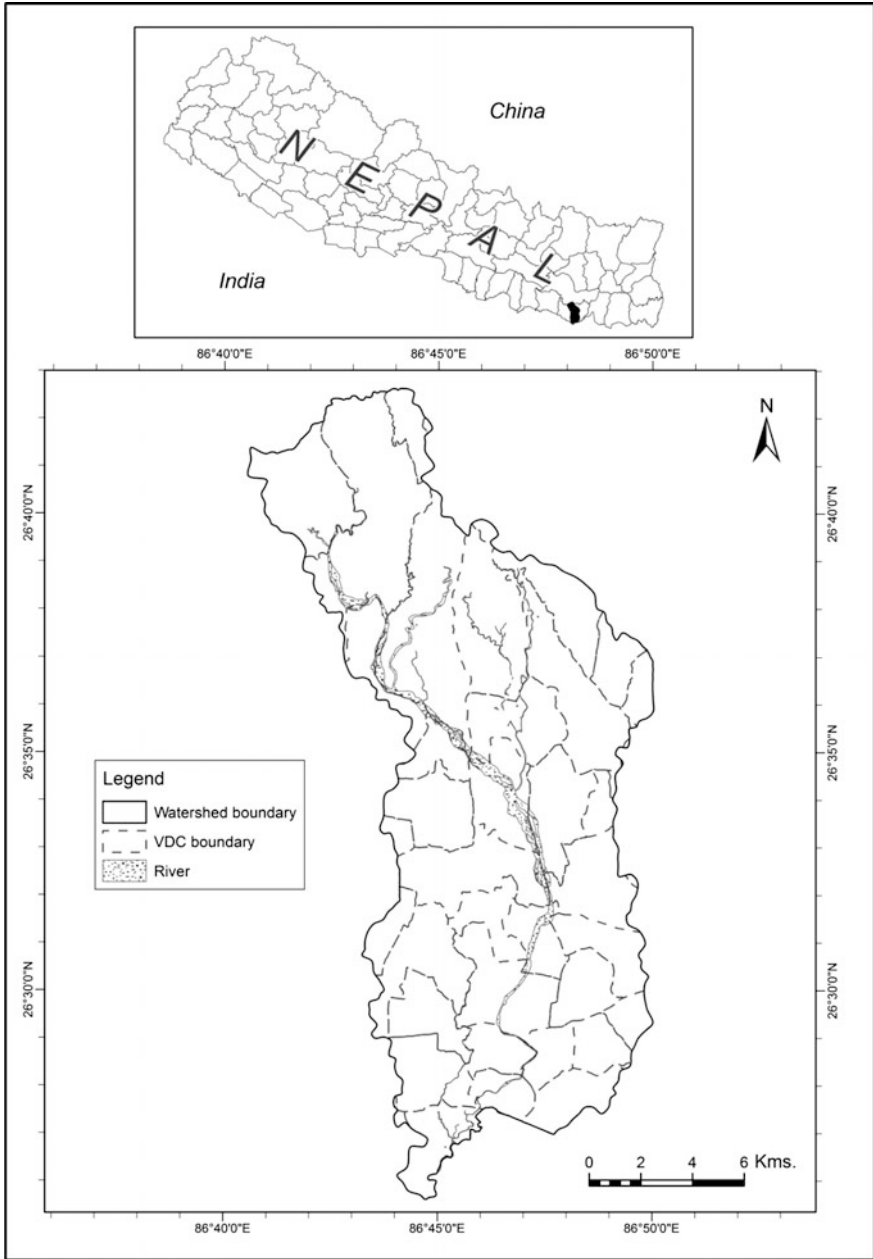 China
N E P A L
India
86°40'0"E 86°45'0"E 86°50'0"E
N
26°40'0"N 26°40'0"N
26°35'0"N 26°35'0"N
Legend
Watershed boundary
VDC boundary
River
26°30'0"N 26°30'0"N
0 2 4 6 Kms.
86°40'0"E 86°45'0"E 86°50'0"E